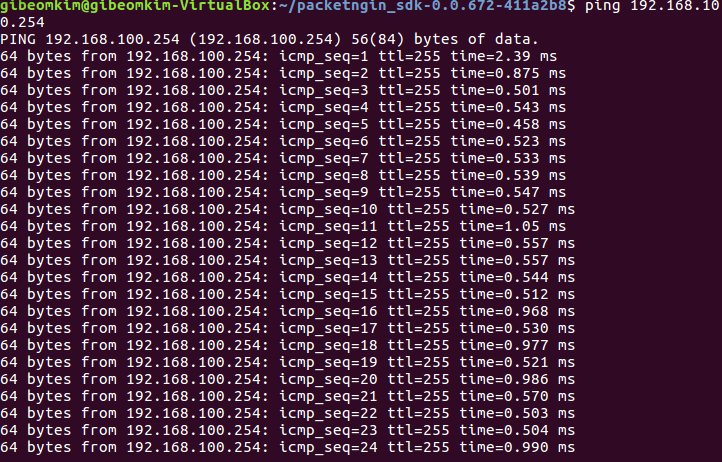 gibeomkim@gibeomkim-VirtualBox:~/packetngin_sdk-0.0.672-411a2b8$ ping 192.168.10
0.254
PING 192.168.100.254 (192.168.100.254) 56(84) bytes of data.
64 bytes from 192.168.100.254: icmp_seq=1 ttl=255 time=2.39 ms
64 bytes from 192.168.100.254: icmp_seq=2 ttl=255 time=0.875 ms
64 bytes from 192.168.100.254: icmp_seq=3 ttl=255 time=0.501 ms
64 bytes from 192.168.100.254: icmp_seq=4 ttl=255 time=0.543 ms
64 bytes from 192.168.100.254: icmp_seq=5 ttl=255 time=0.458 ms
64 bytes from 192.168.100.254: icmp_seq=6 ttl=255 time=0.523 ms
64 bytes from 192.168.100.254: icmp_seq=7 ttl=255 time=0.533 ms
64 bytes from 192.168.100.254: icmp_seq=8 ttl=255 time=0.539 ms
64 bytes from 192.168.100.254: icmp_seq=9 ttl=255 time=0.547 ms
64 bytes from 192.168.100.254: icmp_seq=10 ttl=255 time=0.527 ms
64 bytes from 192.168.100.254: icmp_seq=11 ttl=255 time=1.05 ms
64 bytes from 192.168.100.254: icmp_seq=12 ttl=255 time=0.557 ms
64 bytes from 192.168.100.254: icmp_seq=13 ttl=255 time=0.557 ms
64 bytes from 192.168.100.254: icmp_seq=14 ttl=255 time=0.544 ms
64 bytes from 192.168.100.254: icmp_seq=15 ttl=255 time=0.512 ms
64 bytes from 192.168.100.254: icmp_seq=16 ttl=255 time=0.968 ms
64 bytes from 192.168.100.254: icmp_seq=17 ttl=255 time=0.530 ms
64 bytes from 192.168.100.254: icmp_seq=18 ttl=255 time=0.977 ms
64 bytes from 192.168.100.254: icmp_seq=19 ttl=255 time=0.521 ms
64 bytes from 192.168.100.254: icmp_seq=20 ttl=255 time=0.986 ms
64 bytes from 192.168.100.254: icmp_seq=21 ttl=255 time=0.570 ms
64 bytes from 192.168.100.254: icmp_seq=22 ttl=255 time=0.503 ms
64 bytes from 192.168.100.254: icmp_seq=23 ttl=255 time=0.504 ms
64 bytes from 192.168.100.254: icmp_seq=24 ttl=255 time=0.990 ms